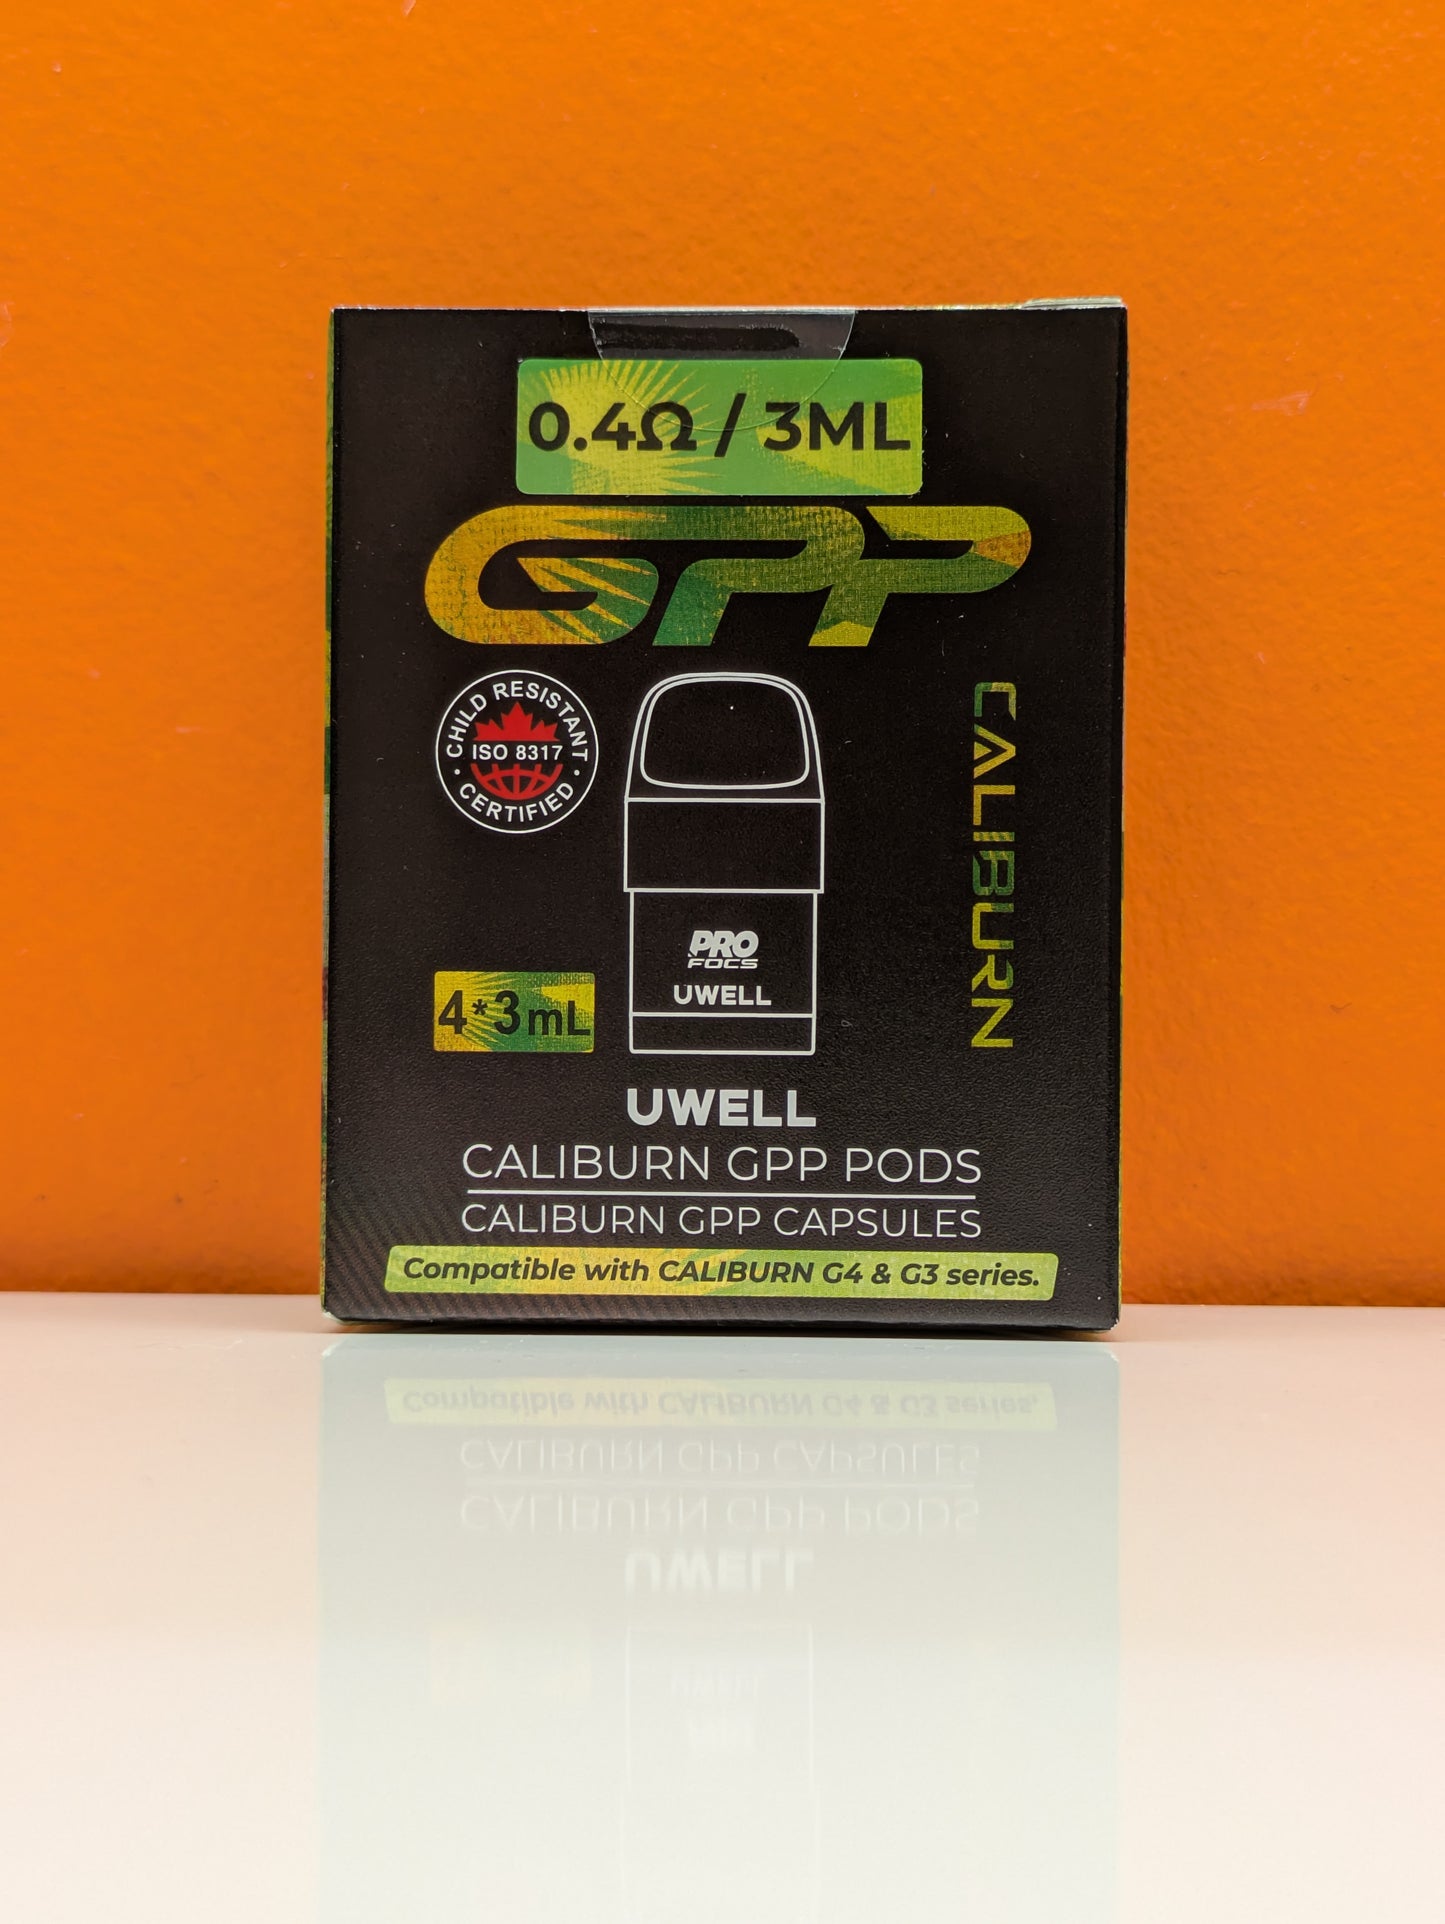 0.4Ω / 3ML
GPP
CHILD RESISTANT
ISO 8317
CERTIFIED
CALIBURN
PRO
FOCS
UWELL
4*3mL
UWELL
CALIBURN GPP PODS
CALIBURN GPP CAPSULES
Compatible with CALIBURN G4 & G3 series.